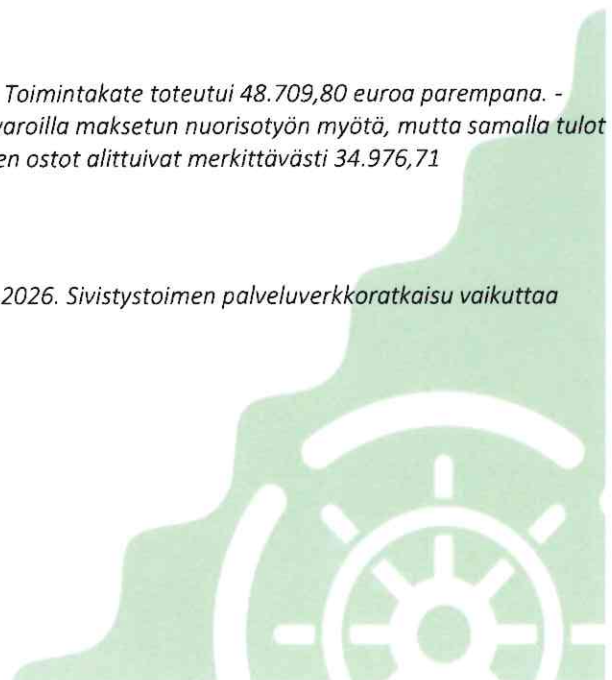 Toimintakate toteutui 48.709,80 euroa parempana. -
varoilla maksetun nuorisotyön myötä, mutta samalla tulot
en ostot alittuivat merkittävästi 34.976,71
2026. Sivistystoimen palveluverkkoratkaisu vaikuttaa